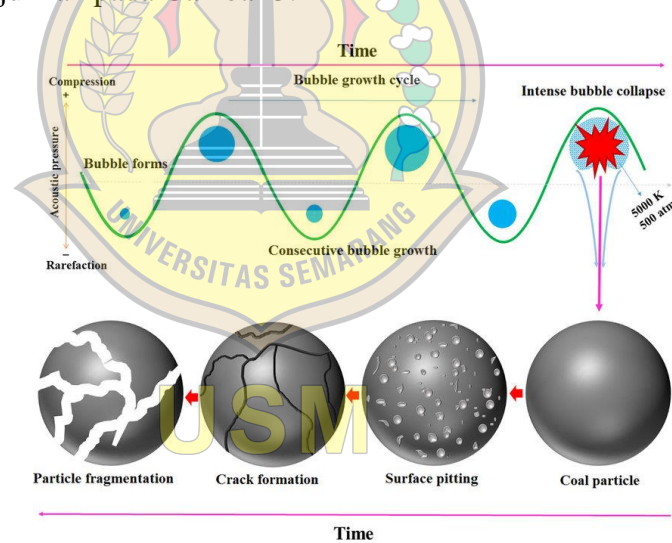 Time
Compression
+
Bubble growth cycle
Intense bubble collapse
Acoustic pressure
Bubble forms
5000 K
500 atm
Consecutive bubble growth
−
Rarefaction
UNIVERSITAS SEMARANG
USM
Particle fragmentation
Crack formation
Surface pitting
Coal particle
Time